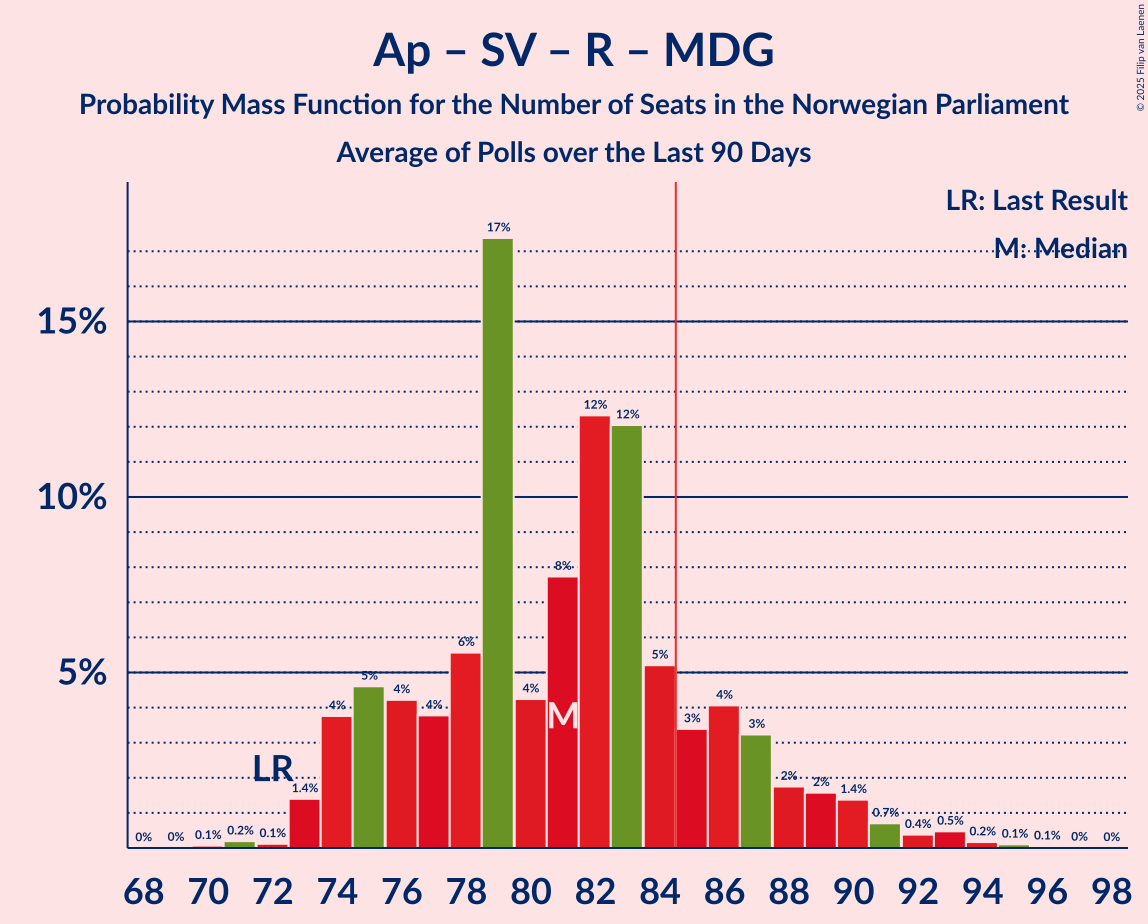 Ap – SV – R – MDG
Probability Mass Function for the Number of Seats in the Norwegian Parliament
Average of Polls over the Last 90 Days
© 2025 Filip van Laenen
LR: Last Result
M: Median
15%
10%
5%
0% 0% 0.1% 0.2% 0.1% 1.4% 4% 5% 4% 4% 6% 17% 4% 8% 12% 12% 5% 3% 4% 3% 2% 2% 1.4% 0.7% 0.4% 0.5% 0.2% 0.1% 0.1% 0% 0%
LR
M
68 70 72 74 76 78 80 82 84 86 88 90 92 94 96 98